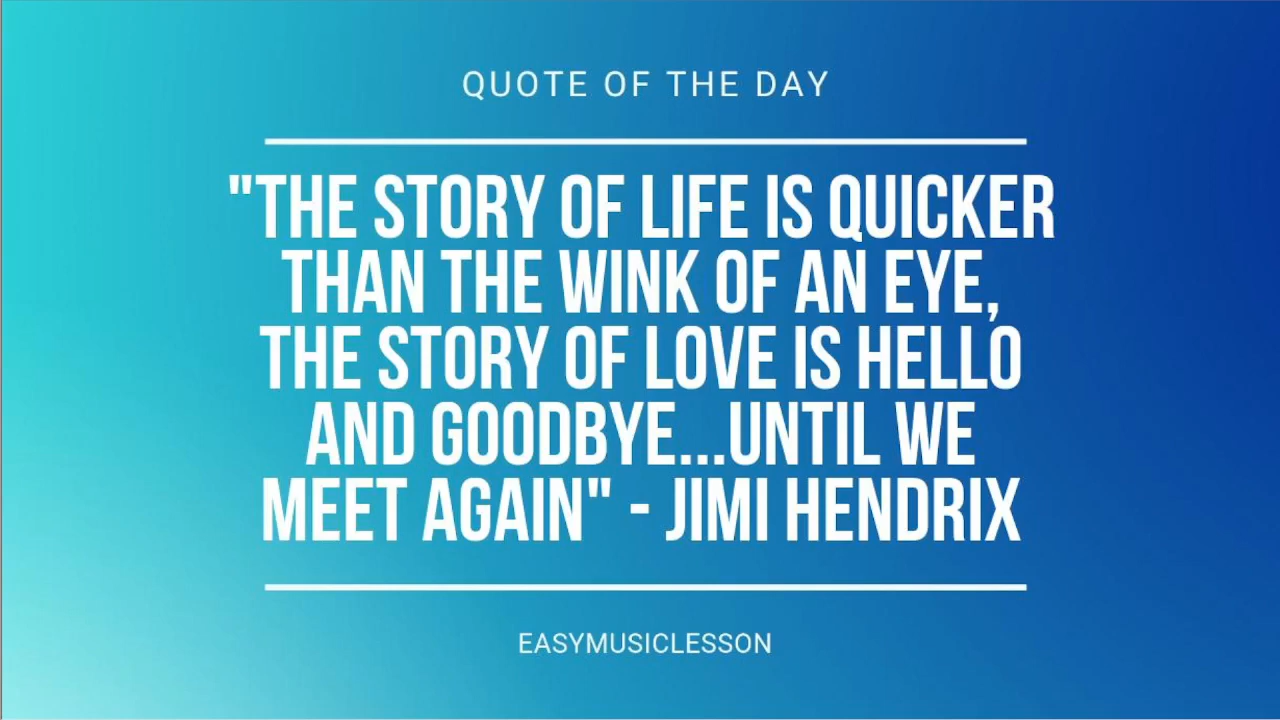 QUOTE OF THE DAY
"THE STORY OF LIFE IS QUICKER
THAN THE WINK OF AN EYE,
THE STORY OF LOVE IS HELLO
AND GOODBYE...UNTIL WE
MEET AGAIN" - JIMI HENDRIX
EASYMUSICLESSON